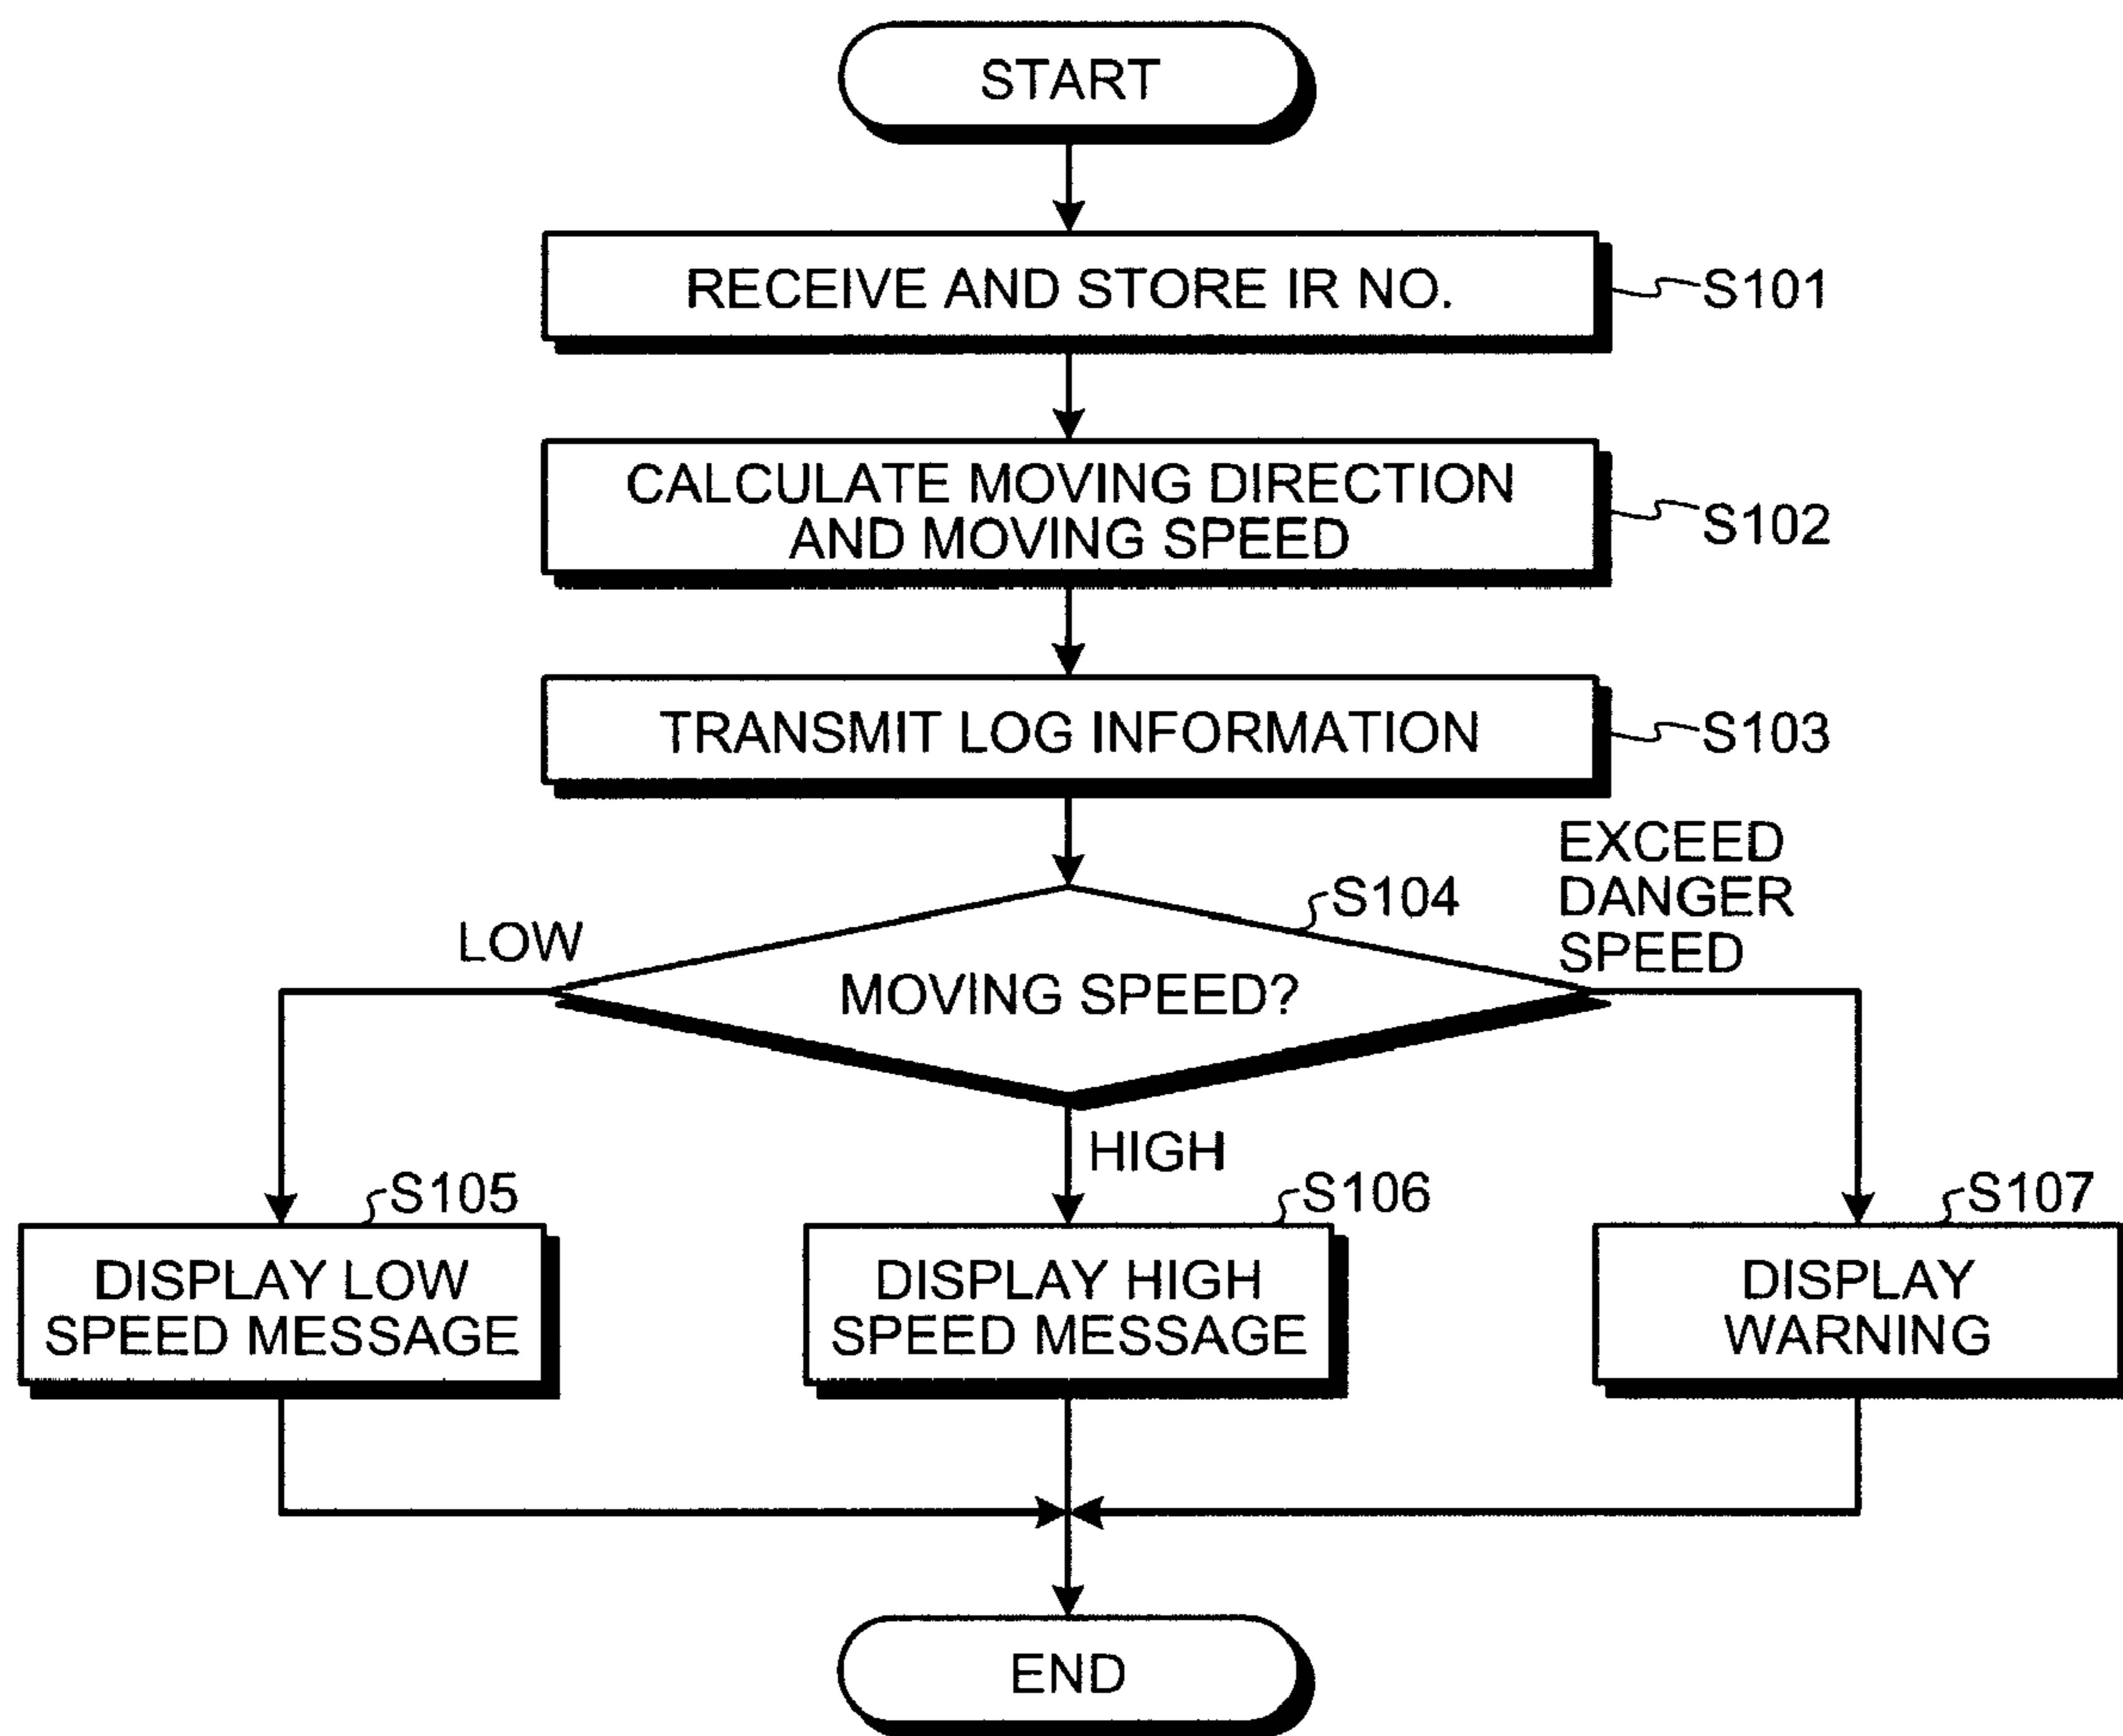 START
RECEIVE AND STORE IR NO.
S101
CALCULATE MOVING DIRECTION
AND MOVING SPEED
S102
TRANSMIT LOG INFORMATION
S103
EXCEED
DANGER
SPEED
S104
LOW
MOVING SPEED?
HIGH
S105
S106
S107
DISPLAY LOW
SPEED MESSAGE
DISPLAY HIGH
SPEED MESSAGE
DISPLAY
WARNING
END